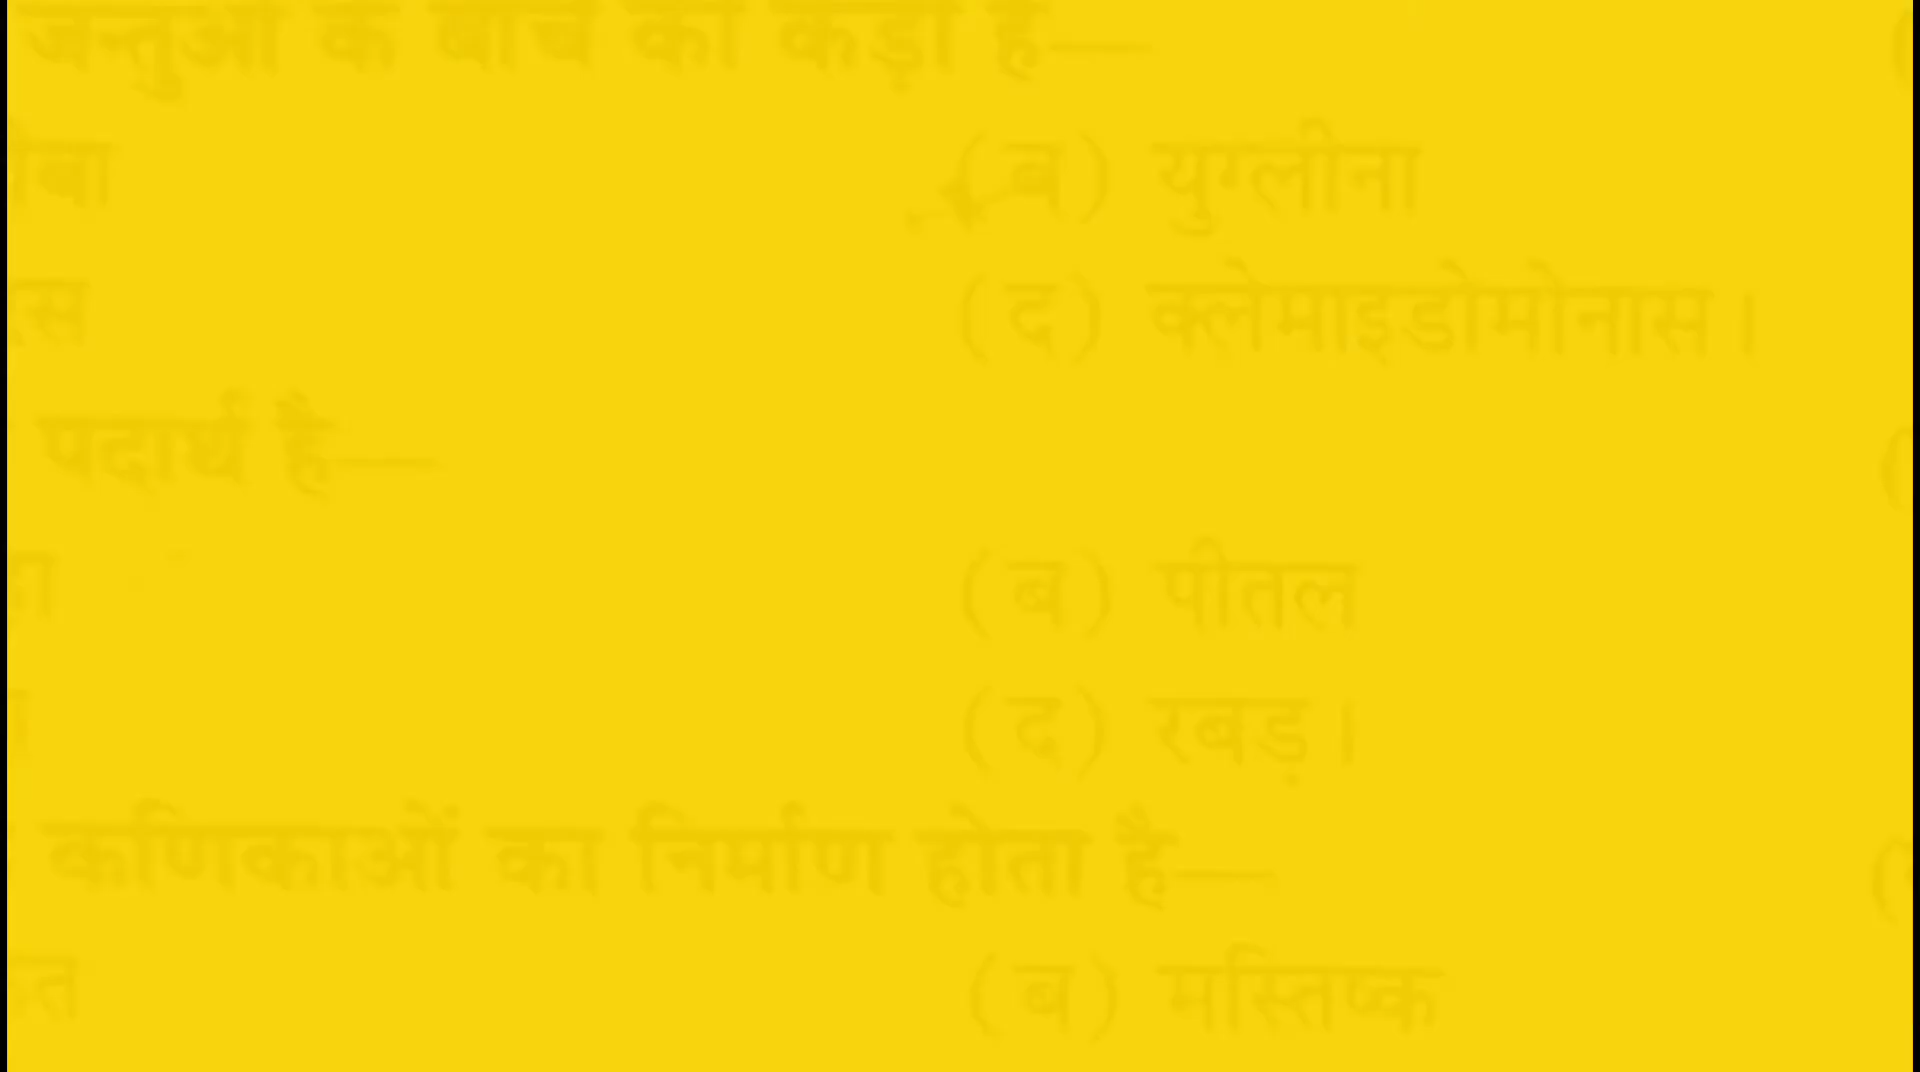 जन्तुओं के बीच की कड़ी है—
(ब) युग्लीना
(द) क्लेमाइडोमोनास।
पदार्थ है—
(ब) पीतल
(द) रबड़।
कणिकाओं का निर्माण होता है—
(ब) मस्तिष्क